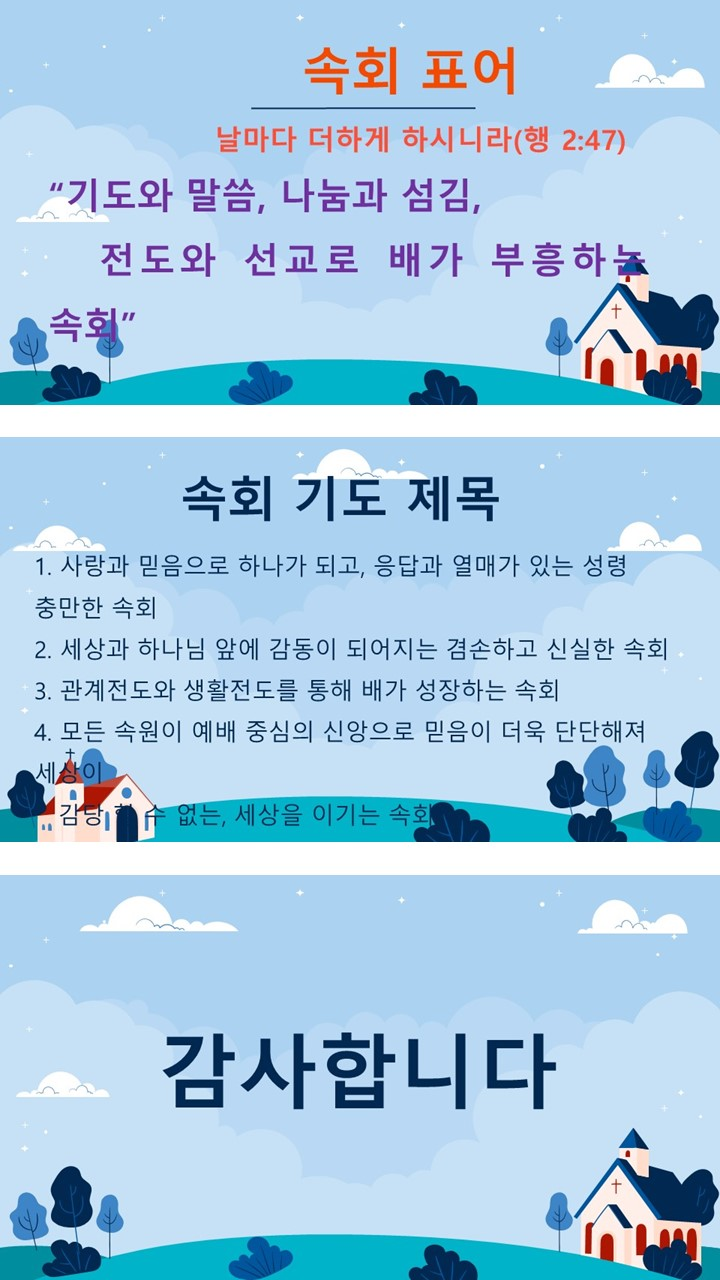 속회 표어
날마다 더하게 하시니라(행 2:47)
“기도와 말씀, 나눔과 섬김,
전도와 선교로 배가 부흥하는
속회”
속회 기도 제목
1. 사랑과 믿음으로 하나가 되고, 응답과 열매가 있는 성령
충만한 속회
2. 세상과 하나님 앞에 감동이 되어지는 겸손하고 신실한 속회
3. 관계전도와 생활전도를 통해 배가 성장하는 속회
4. 모든 속원이 예배 중심의 신앙으로 믿음이 더욱 단단해져
세상이
감당 할 수 없는, 세상을 이기는 속회
감사합니다